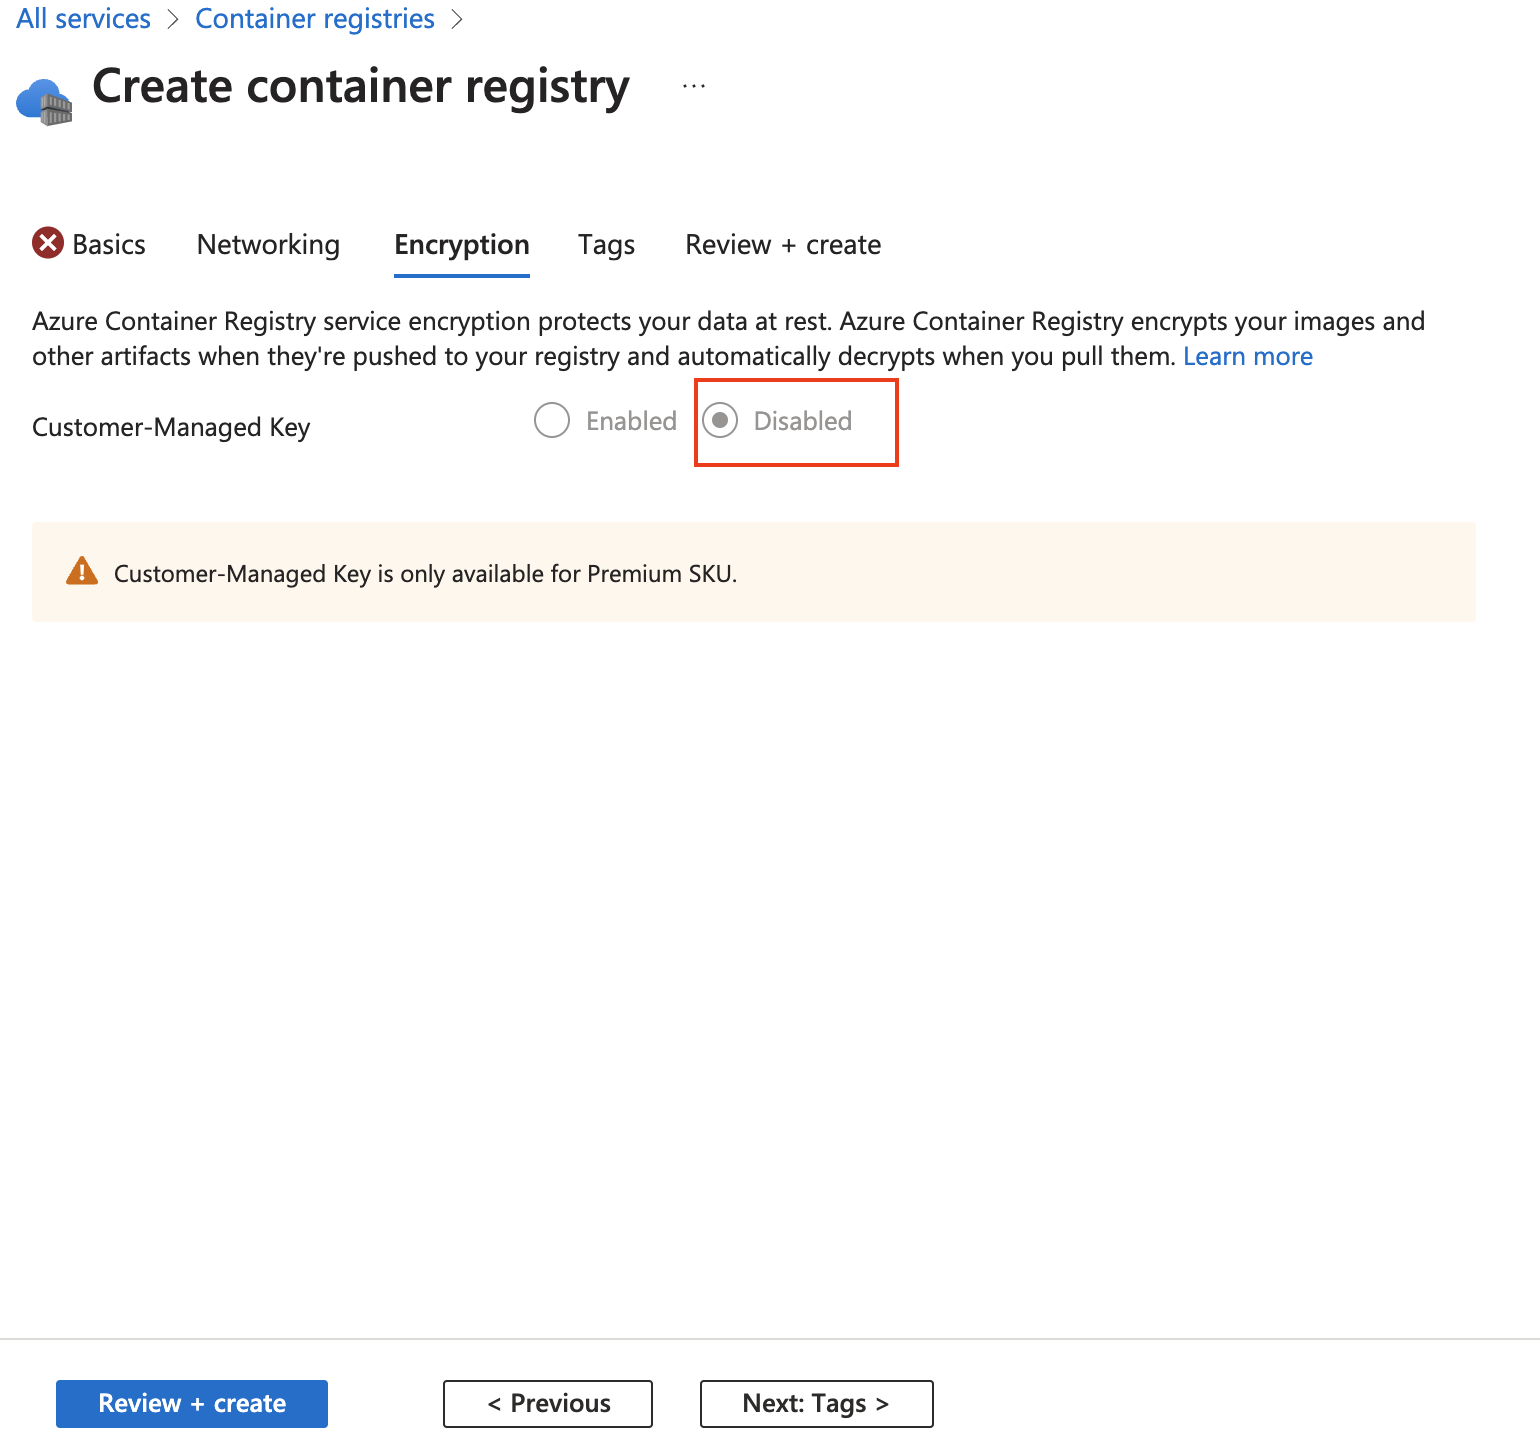 All services > Container registries >
Create container registry ...
Basics Networking Encryption Tags Review + create
Azure Container Registry service encryption protects your data at rest. Azure Container Registry encrypts your images and
other artifacts when they're pushed to your registry and automatically decrypts when you pull them. Learn more
Customer-Managed Key Enabled Disabled
Customer-Managed Key is only available for Premium SKU.
Review + create < Previous Next: Tags >